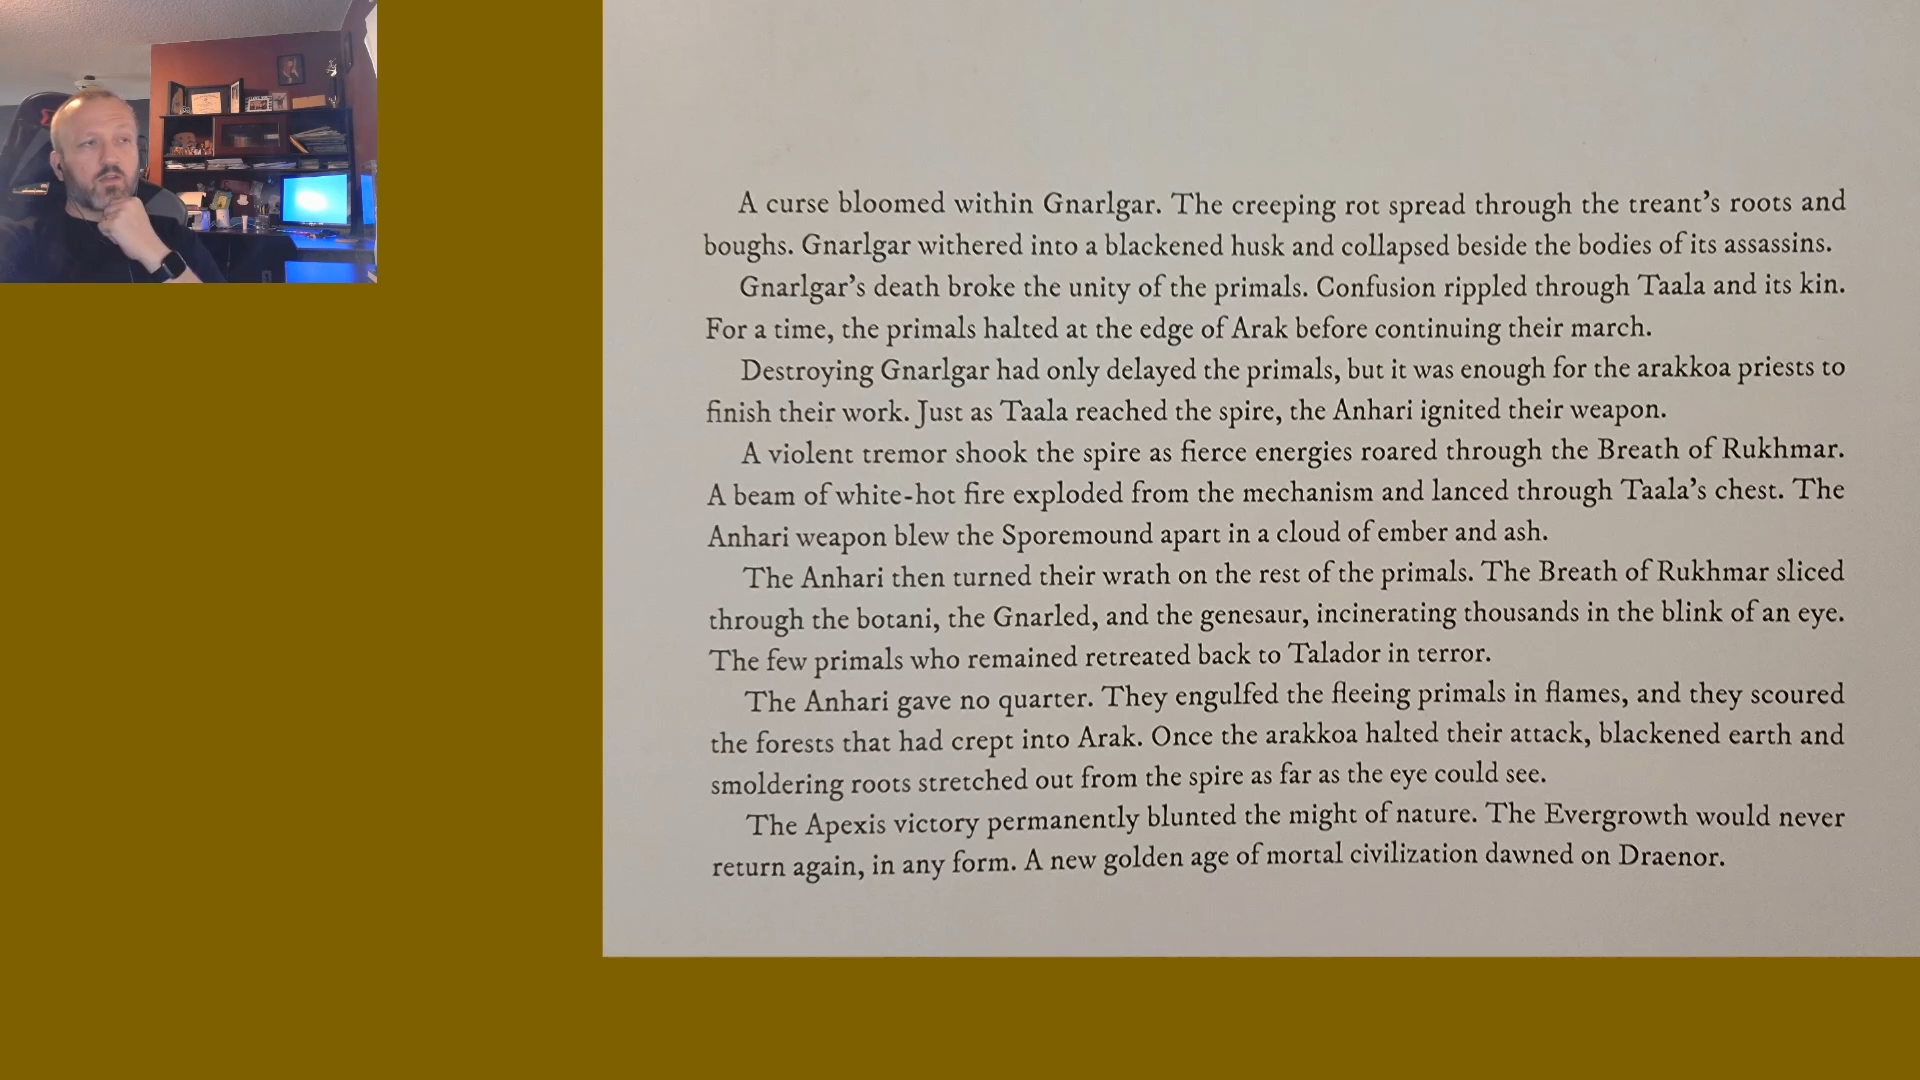 A curse bloomed within Gnarlgar. The creeping rot spread through the treant’s roots and
boughs. Gnarlgar withered into a blackened husk and collapsed beside the bodies of its assassins.
Gnarlgar’s death broke the unity of the primals. Confusion rippled through Taala and its kin.
For a time, the primals halted at the edge of Arak before continuing their march.
Destroying Gnarlgar had only delayed the primals, but it was enough for the arakkoa priests to
finish their work. Just as Taala reached the spire, the Anhari ignited their weapon.
A violent tremor shook the spire as fierce energies roared through the Breath of Rukhmar.
A beam of white-hot fire exploded from the mechanism and lanced through Taala’s chest. The
Anhari weapon blew the Sporemound apart in a cloud of ember and ash.
The Anhari then turned their wrath on the rest of the primals. The Breath of Rukhmar sliced
through the botani, the Gnarled, and the genesaur, incinerating thousands in the blink of an eye.
The few primals who remained retreated back to Talador in terror.
The Anhari gave no quarter. They engulfed the fleeing primals in flames, and they scoured
the forests that had crept into Arak. Once the arakkoa halted their attack, blackened earth and
smoldering roots stretched out from the spire as far as the eye could see.
The Apexis victory permanently blunted the might of nature. The Evergrowth would never
return again, in any form. A new golden age of mortal civilization dawned on Draenor.